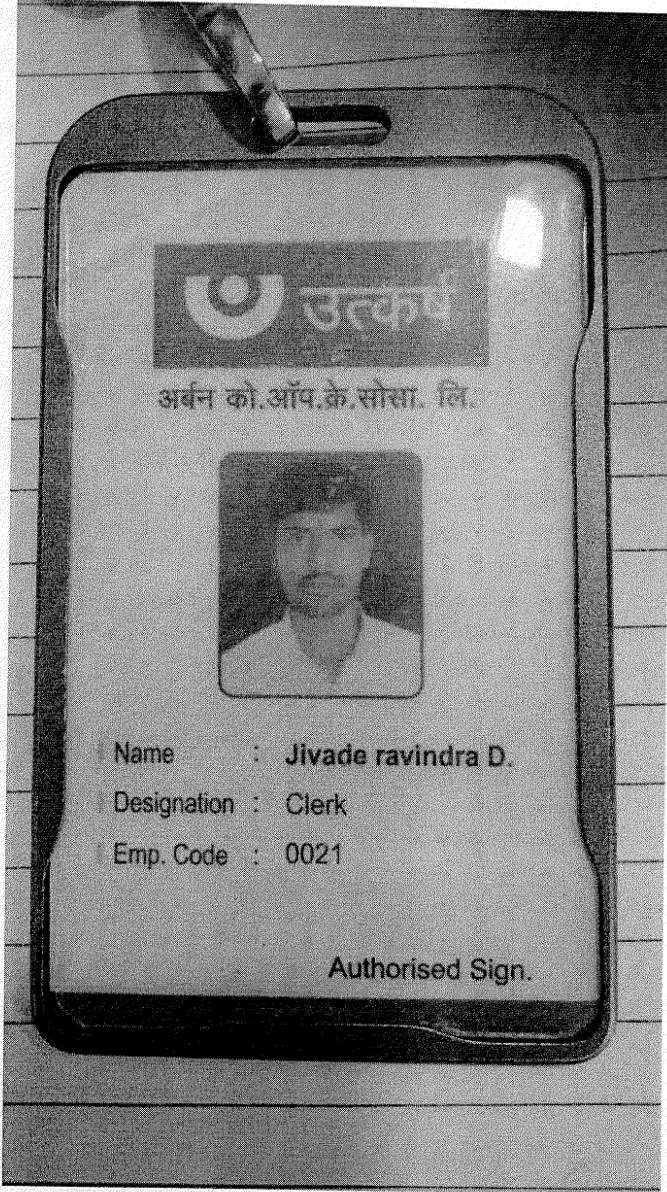 उत्कर्ष
अर्बन को.ऑप.क्रे.सोसा. लि.
Name : Jivade ravindra D.
Designation : Clerk
Emp. Code : 0021
Authorised Sign.